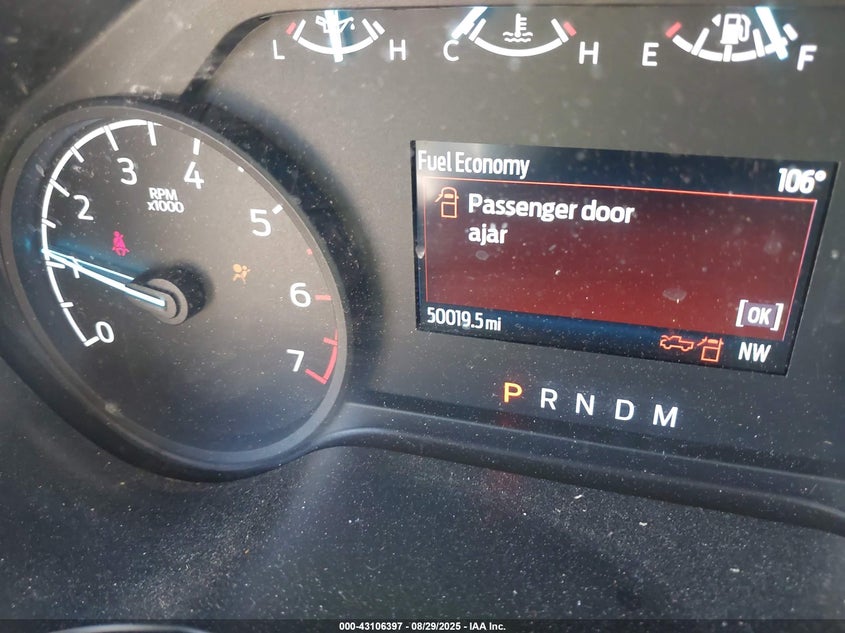 L H C H E F
Fuel Economy 106°
Passenger door
ajar
[OK]
50019.5 mi
NW
P R N D M
0 1 2 3 4 5 6 7
RPM
x1000
000-43106397 - 08/29/2025 - IAA Inc.